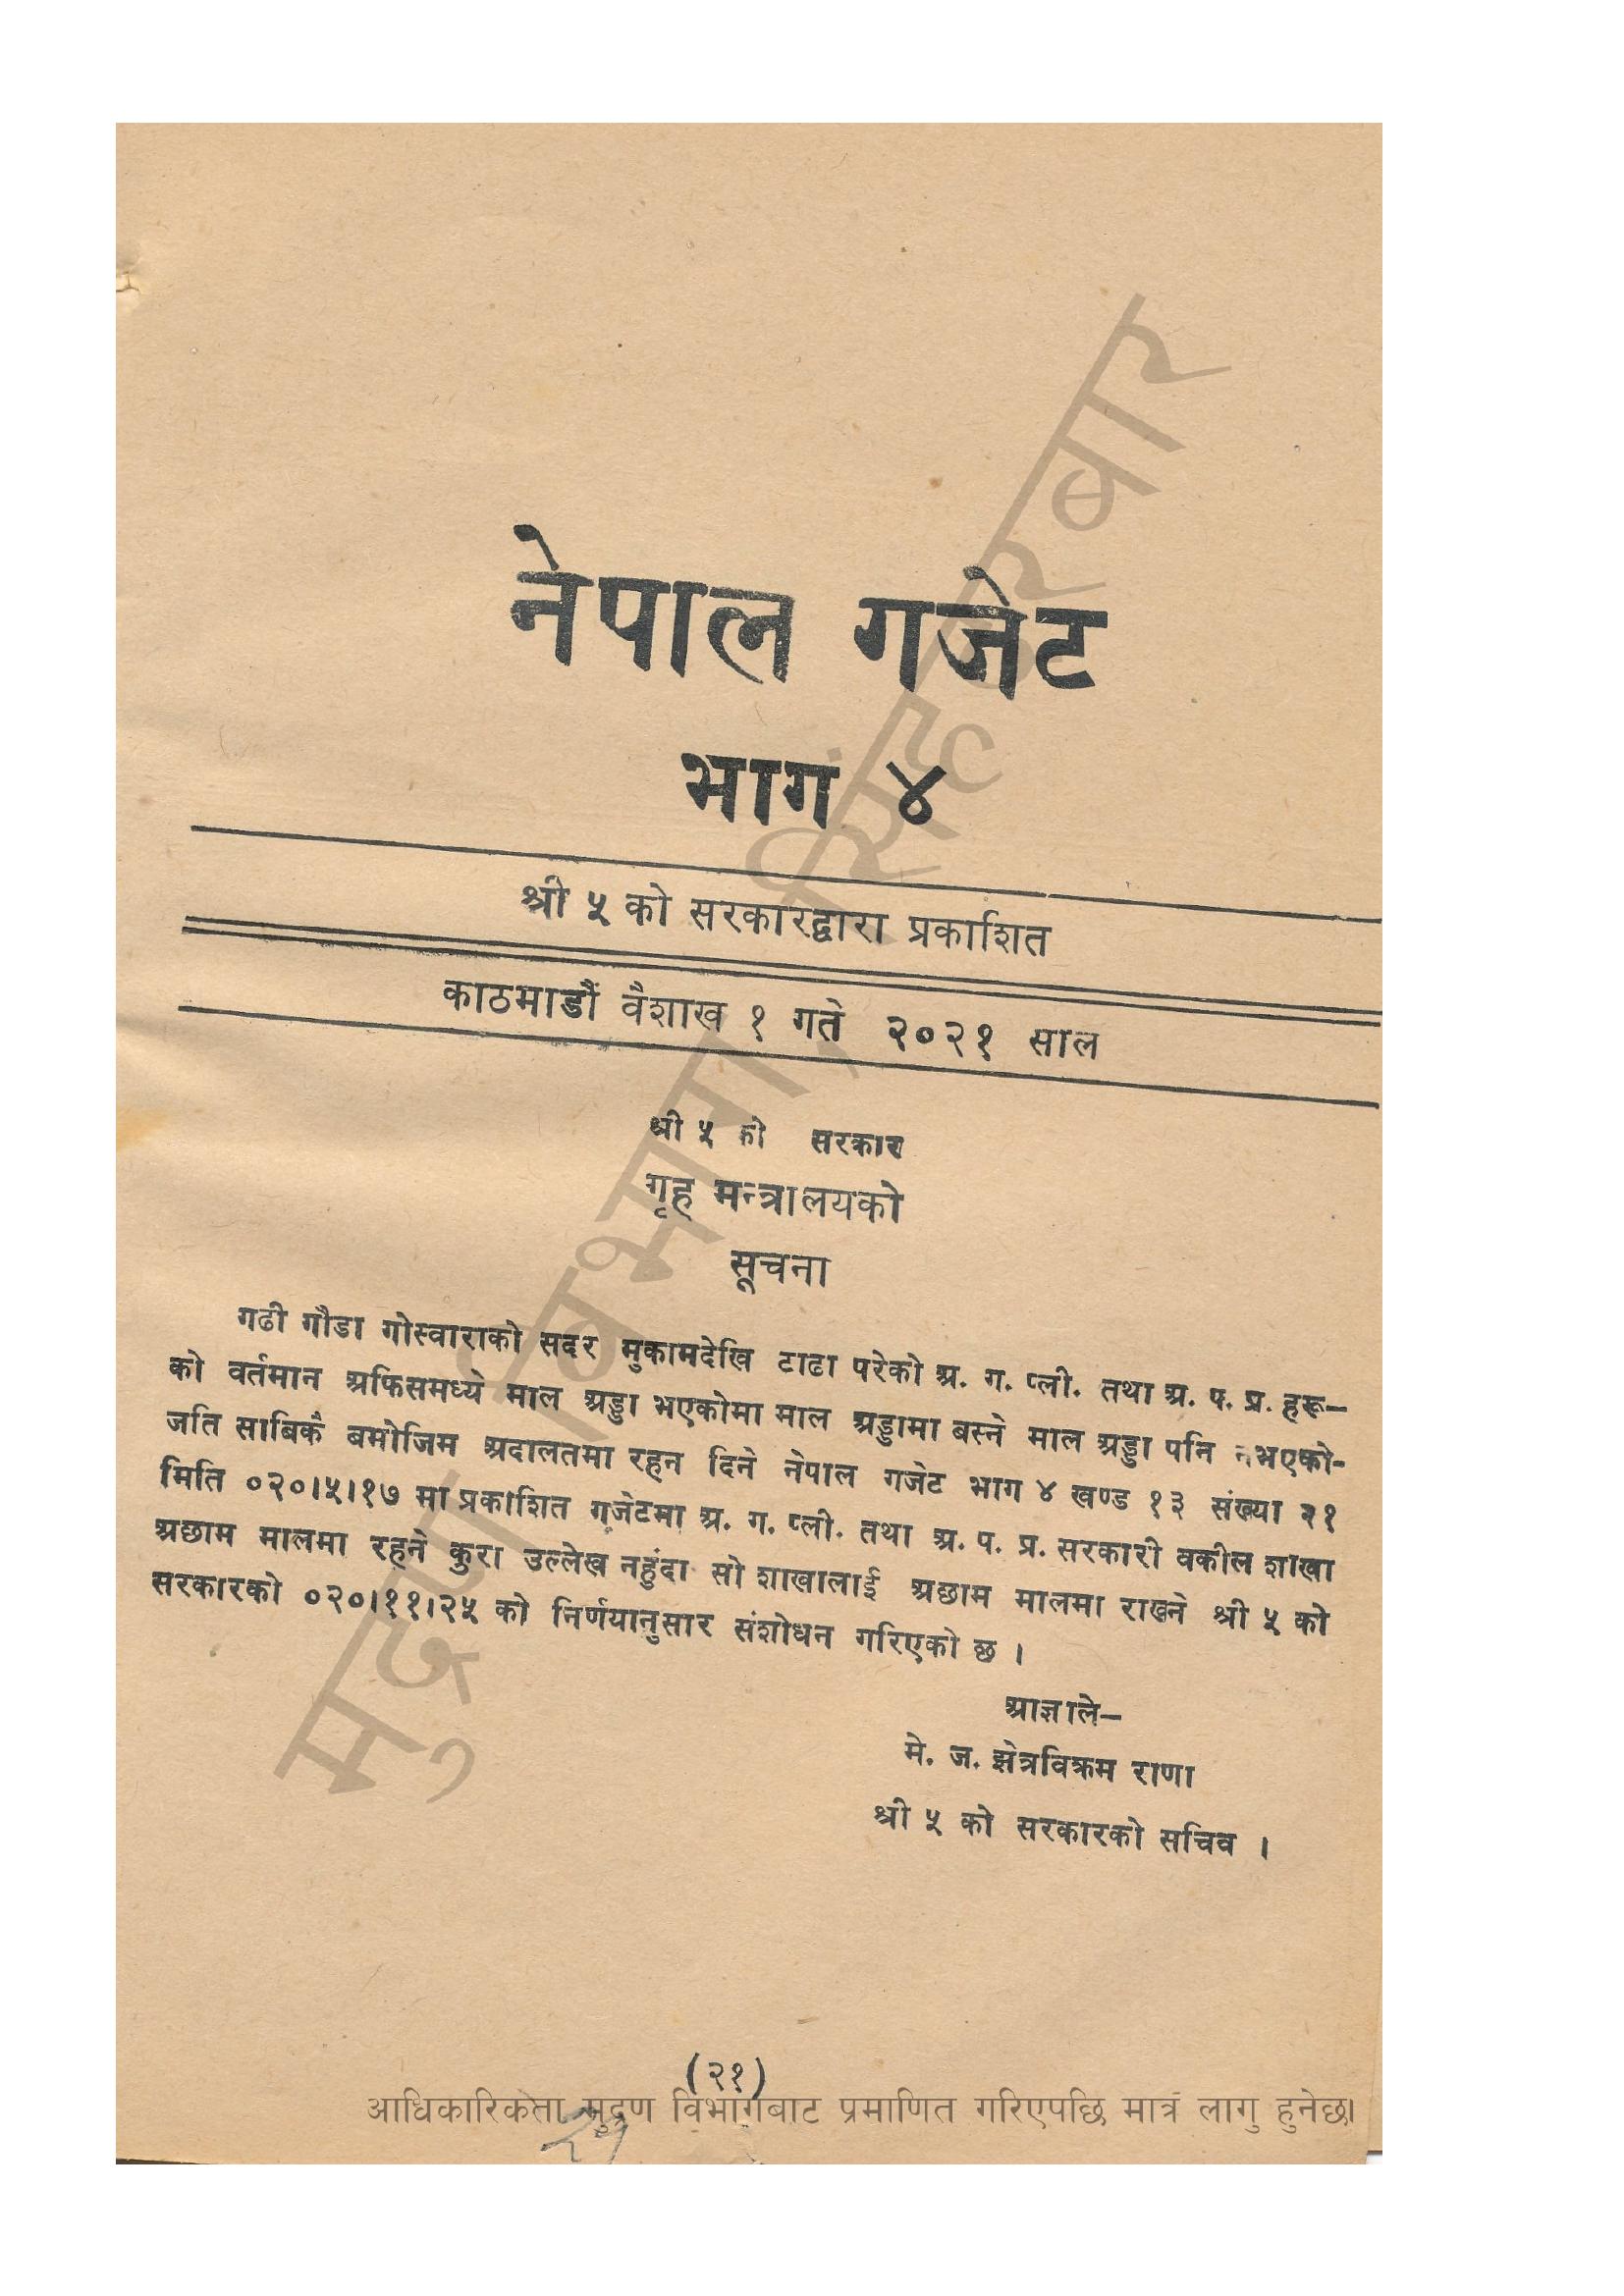 नेपाल गजेट
भाग ४
श्री ५ को सरकारद्वारा प्रकाशित
काठमाडौं वैशाख १ गते २०२१ साल
श्री ५ को सरकार
गृह मन्त्रालयको
सूचना
गढी गौडा गोस्वाराको सदर मुकामदेखि टाढा परेको अ. ग. प्ली. तथा अ. प. प्र. हरू-
को वर्तमान अफिसमध्ये माल अड्डा भएकोमा माल अड्डामा बस्ने माल अड्डा पनि नभएको-
जति साबिकै बमोजिम अदालतमा रहन दिने नेपाल गजेट भाग ४ खण्ड १३ संख्या २१
मिति ०२०।५।१७ मा प्रकाशित गजेटमा अ. ग. प्ली. तथा अ. प. प्र. सरकारी वकील शाखा
अछाम मालमा रहने कुरा उल्लेख नहुंदा सो शाखालाई अछाम मालमा राख्ने श्री ५ को
सरकारको ०२०।११।२५ को निर्णयानुसार संशोधन गरिएको छ ।
आज्ञाले-
मे. ज. झेत्रविक्रम राणा
श्री ५ को सरकारको सचिव ।
(२१)
मुद्रण विभाग, सिंहदरबार
आधिकारिकता मुद्रण विभागबाट प्रमाणित गरिएपछि मात्र लागु हुनेछ।